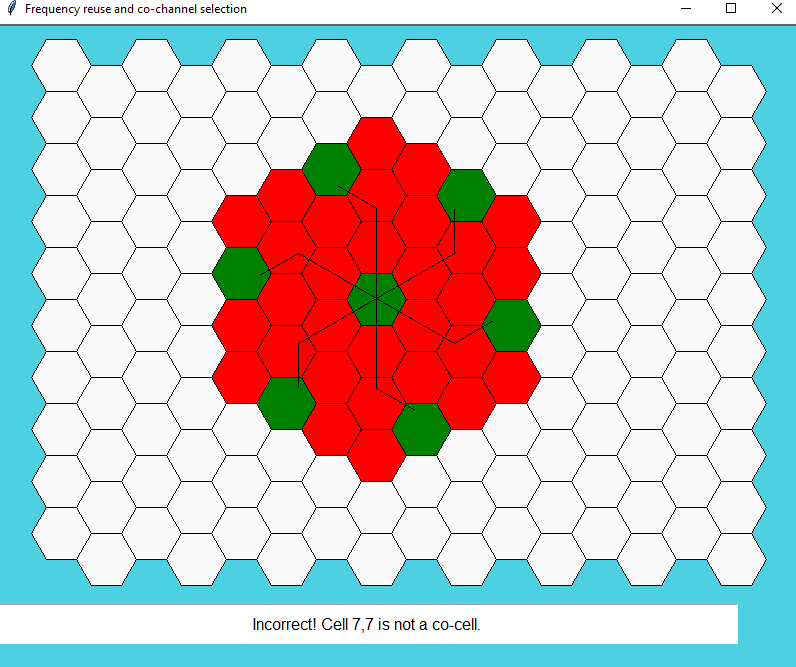 Frequency reuse and co-channel selection
Incorrect! Cell 7,7 is not a co-cell.